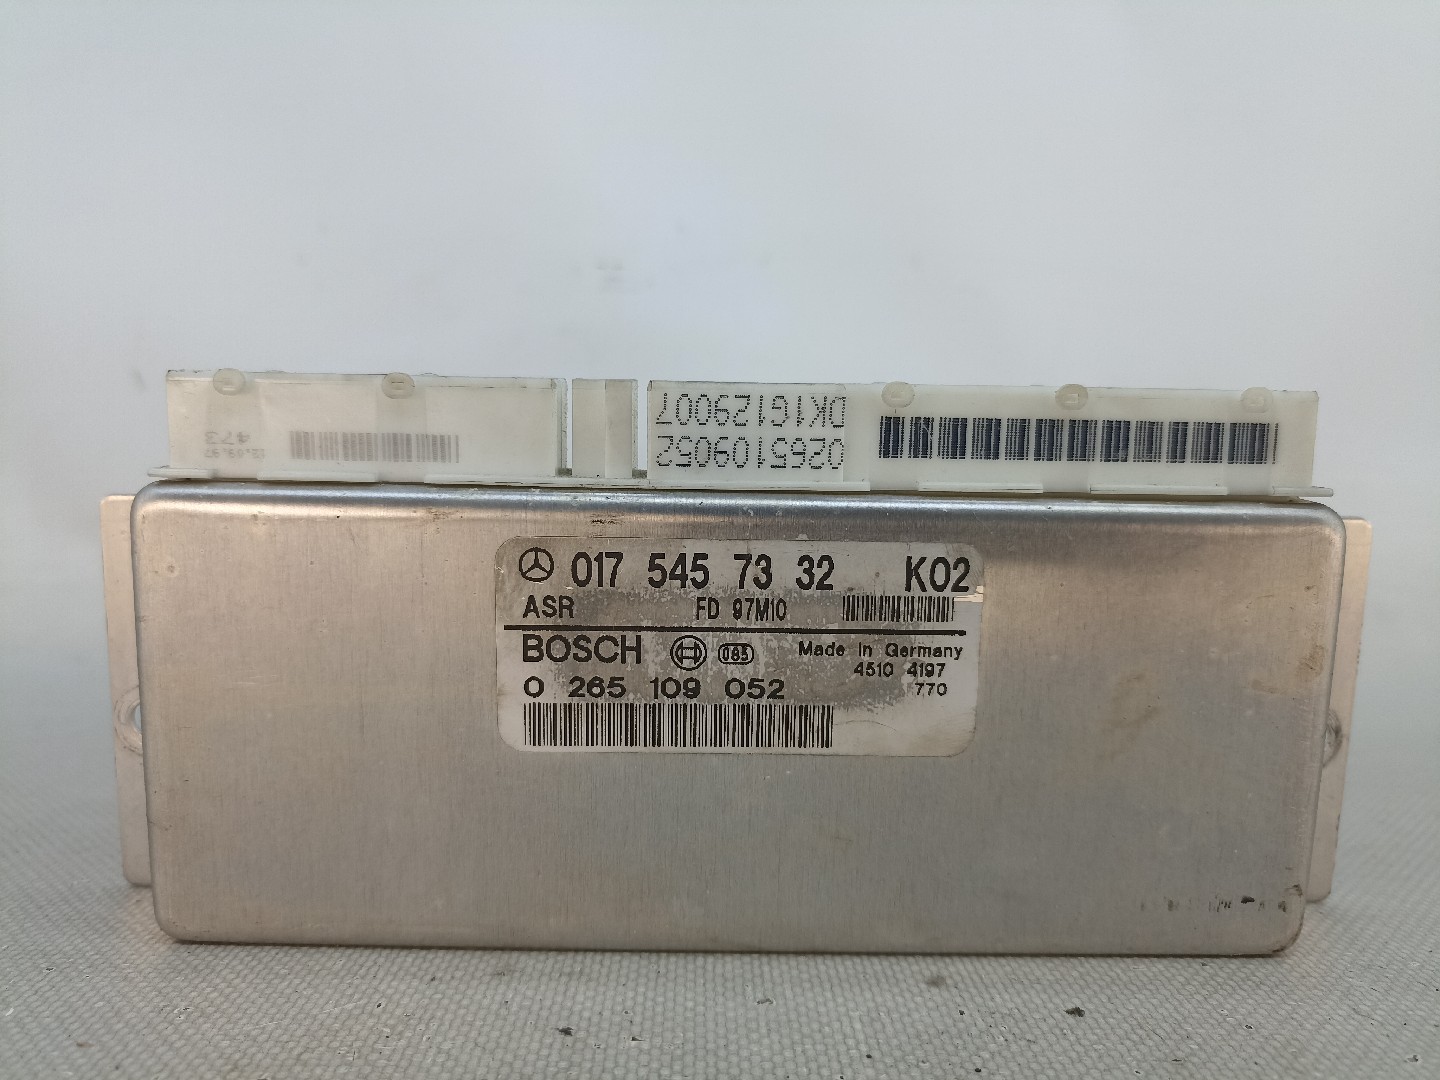 473
DK1G129007
0265109052
017 545 73 32 K02
ASR FD 97M10
BOSCH 085 Made in Germany
4510 4197
0 265 109 052 770